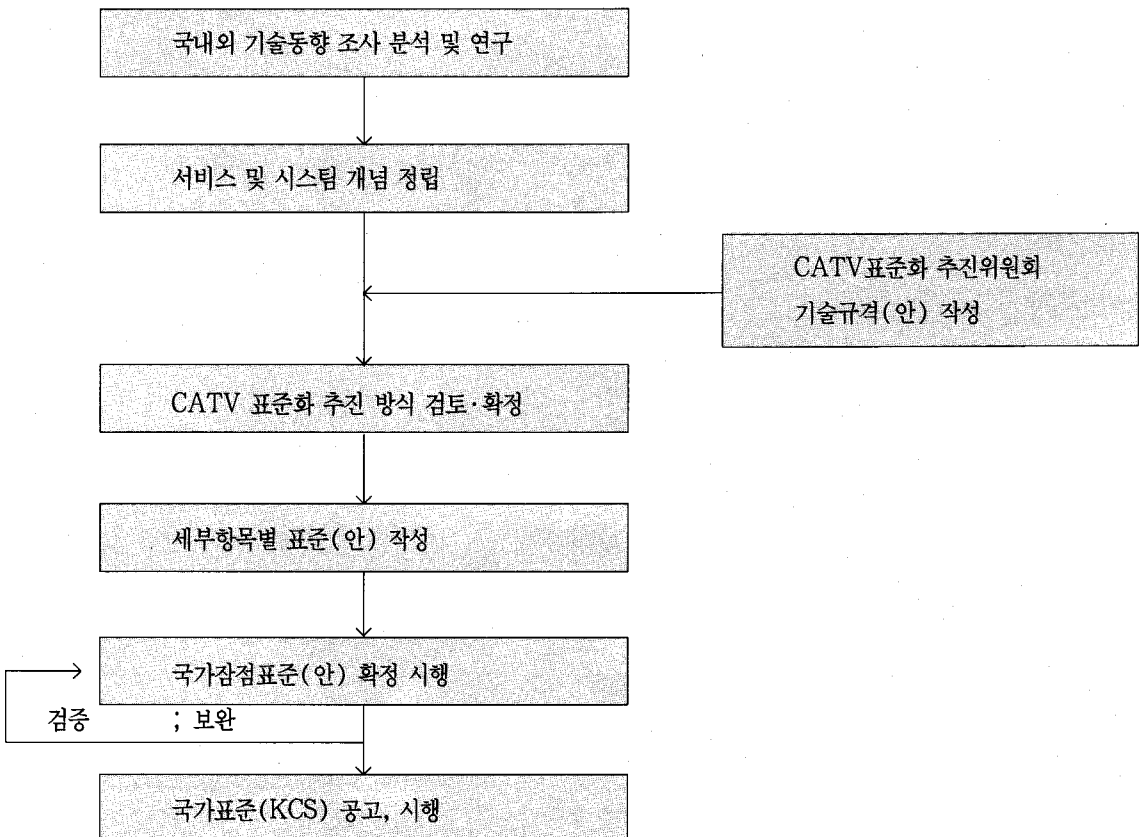 국내외 기술동향 조사 분석 및 연구
서비스 및 시스팀 개념 정립
CATV표준화 추진위원회
기술규격(안) 작성
CATV 표준화 추진 방식 검토·확정
세부항목별 표준(안) 작성
국가잠점표준(안) 확정 시행
검증 ; 보완
국가표준(KCS) 공고, 시행